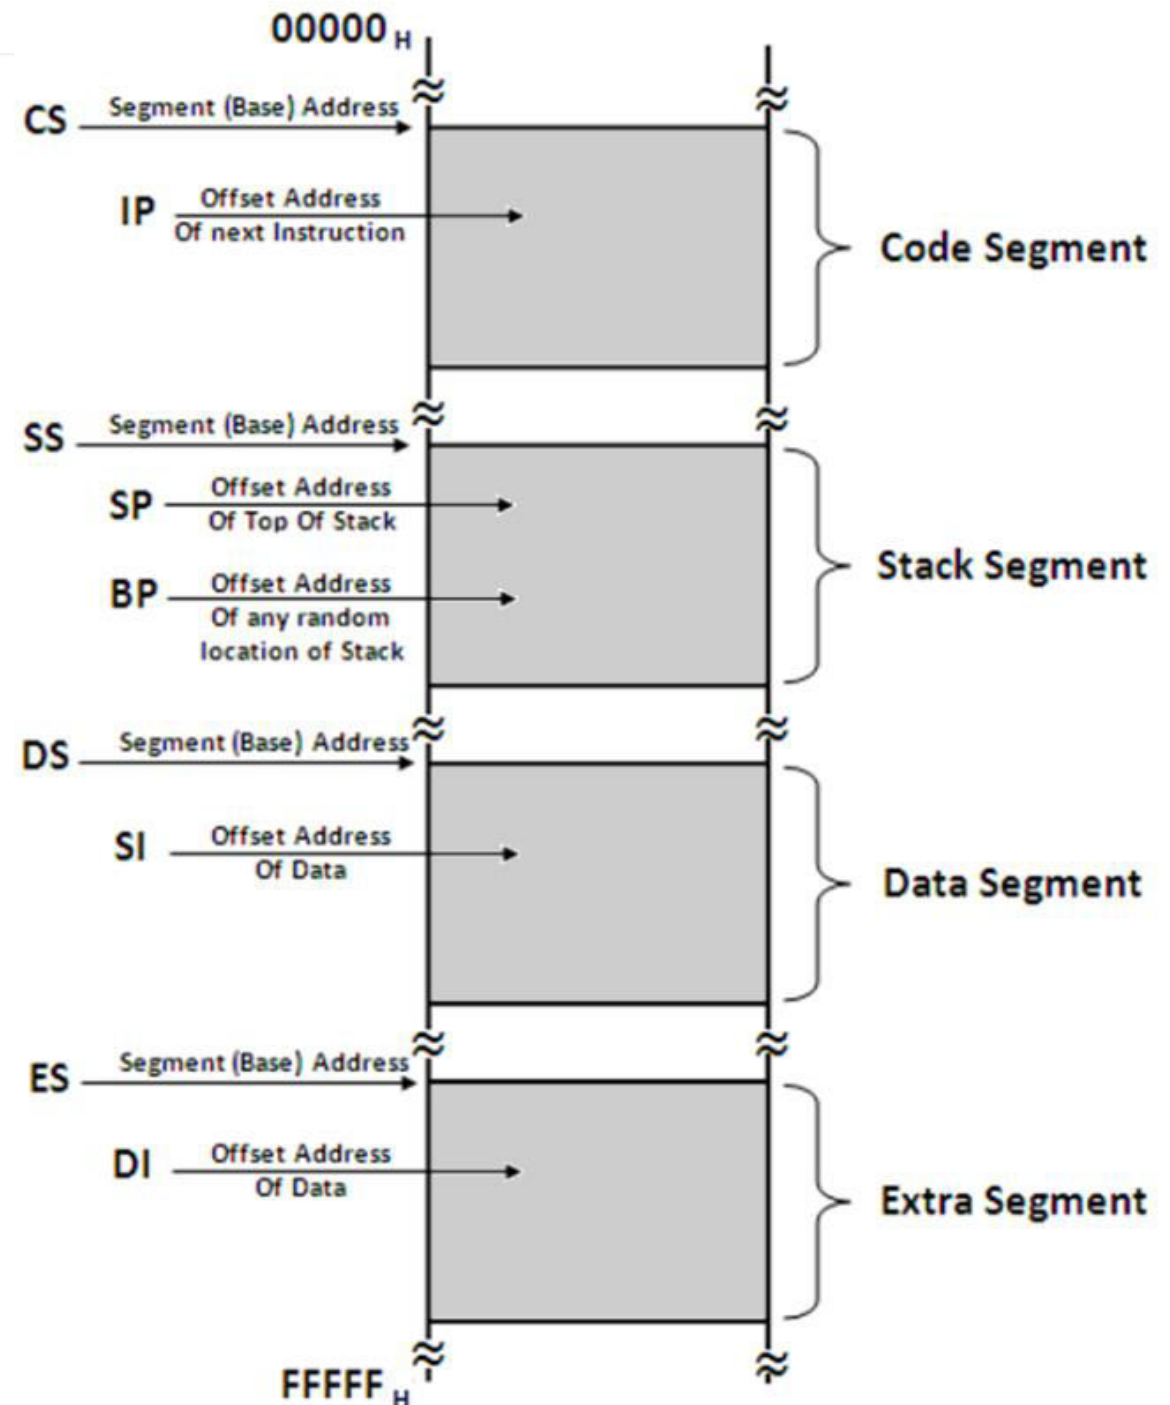 00000 H
CS Segment (Base) Address
IP Offset Address
Of next Instruction
Code Segment
SS Segment (Base) Address
SP Offset Address
Of Top Of Stack
BP Offset Address
Of any random
location of Stack
Stack Segment
DS Segment (Base) Address
SI Offset Address
Of Data
Data Segment
ES Segment (Base) Address
DI Offset Address
Of Data
Extra Segment
FFFFF H